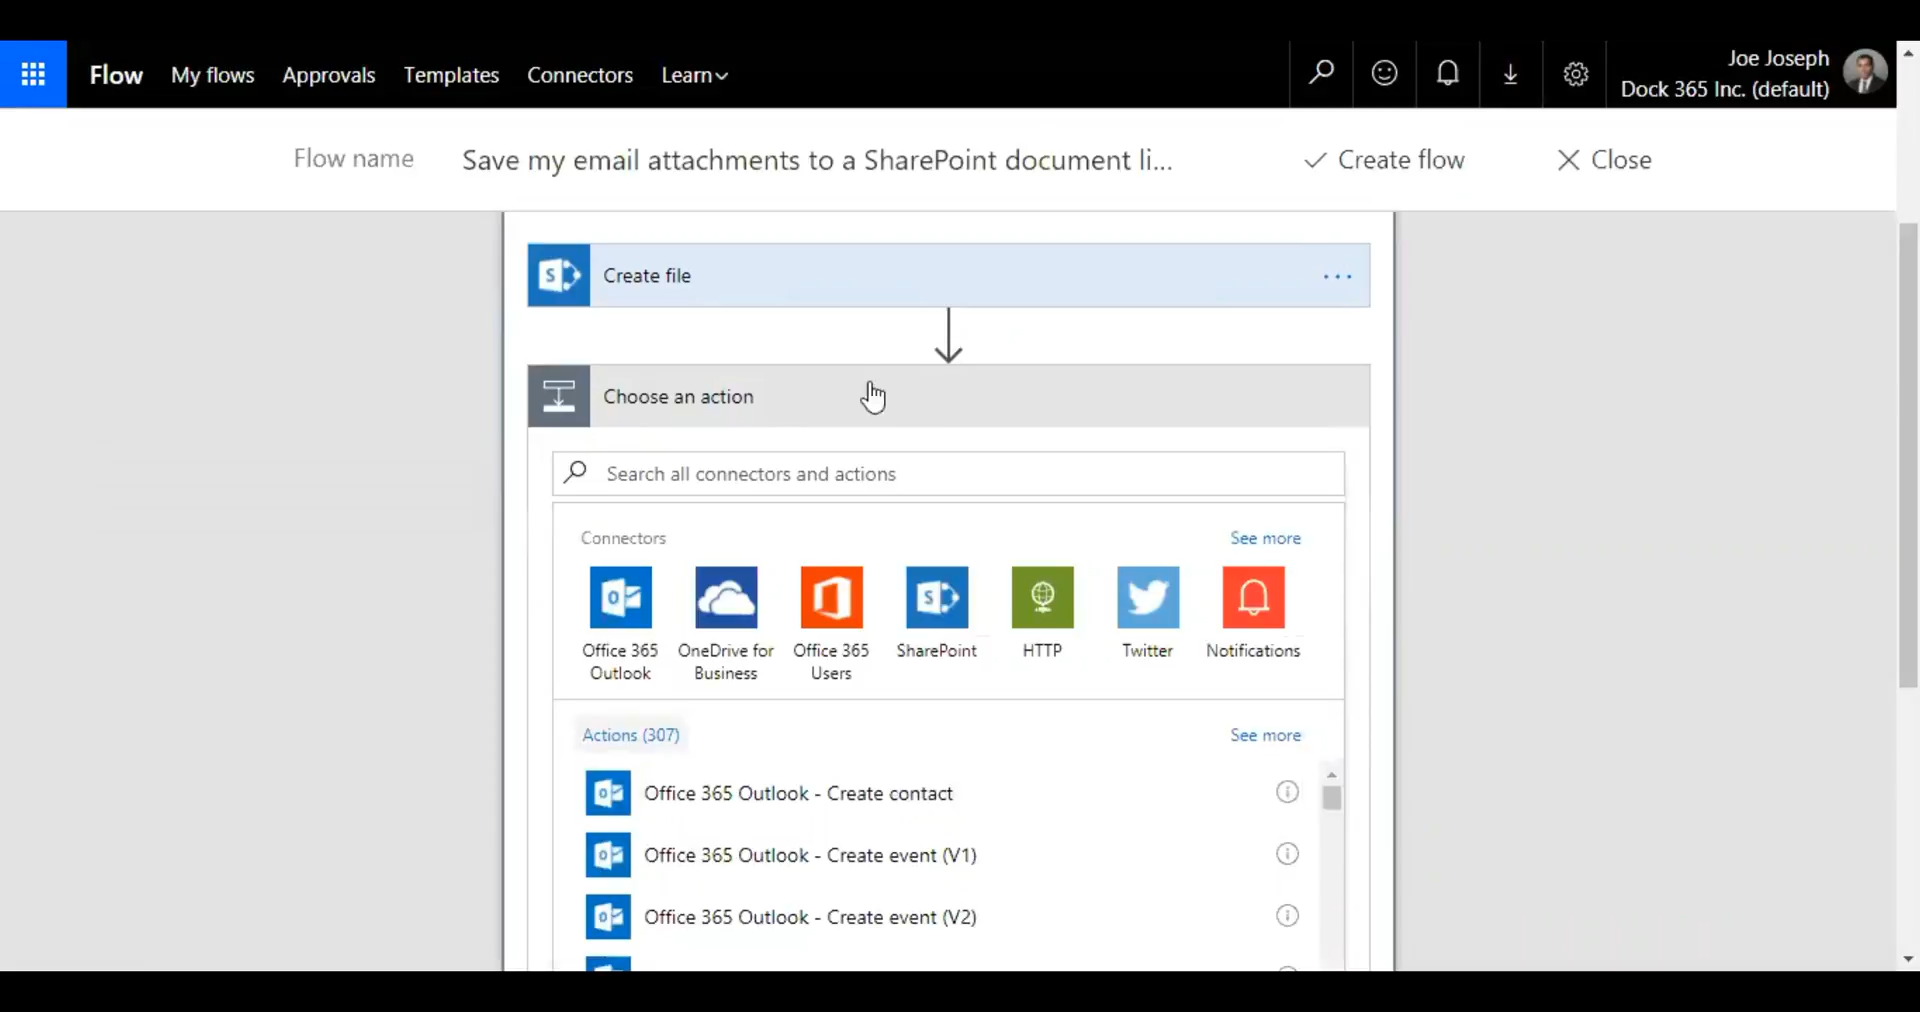 Flow My flows Approvals Templates Connectors Learn
Joe Joseph
Dock 365 Inc. (default)
Flow name Save my email attachments to a SharePoint document li... Create flow Close
Create file
Choose an action
Search all connectors and actions
Connectors See more
Office 365 Outlook
OneDrive for Business
Office 365 Users
SharePoint
HTTP
Twitter
Notifications
Actions (307) See more
Office 365 Outlook - Create contact
Office 365 Outlook - Create event (V1)
Office 365 Outlook - Create event (V2)